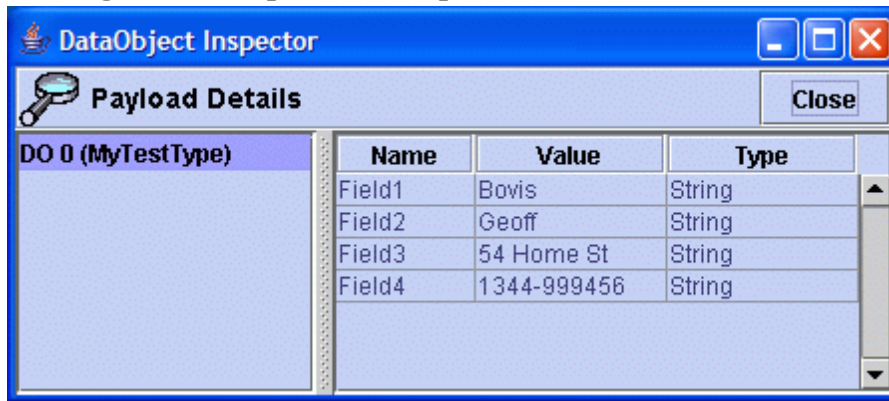 DataObject Inspector
Payload Details
Close
DO 0 (MyTestType)
Name Value Type
Field1 Bovis String
Field2 Geoff String
Field3 54 Home St String
Field4 1344-999456 String